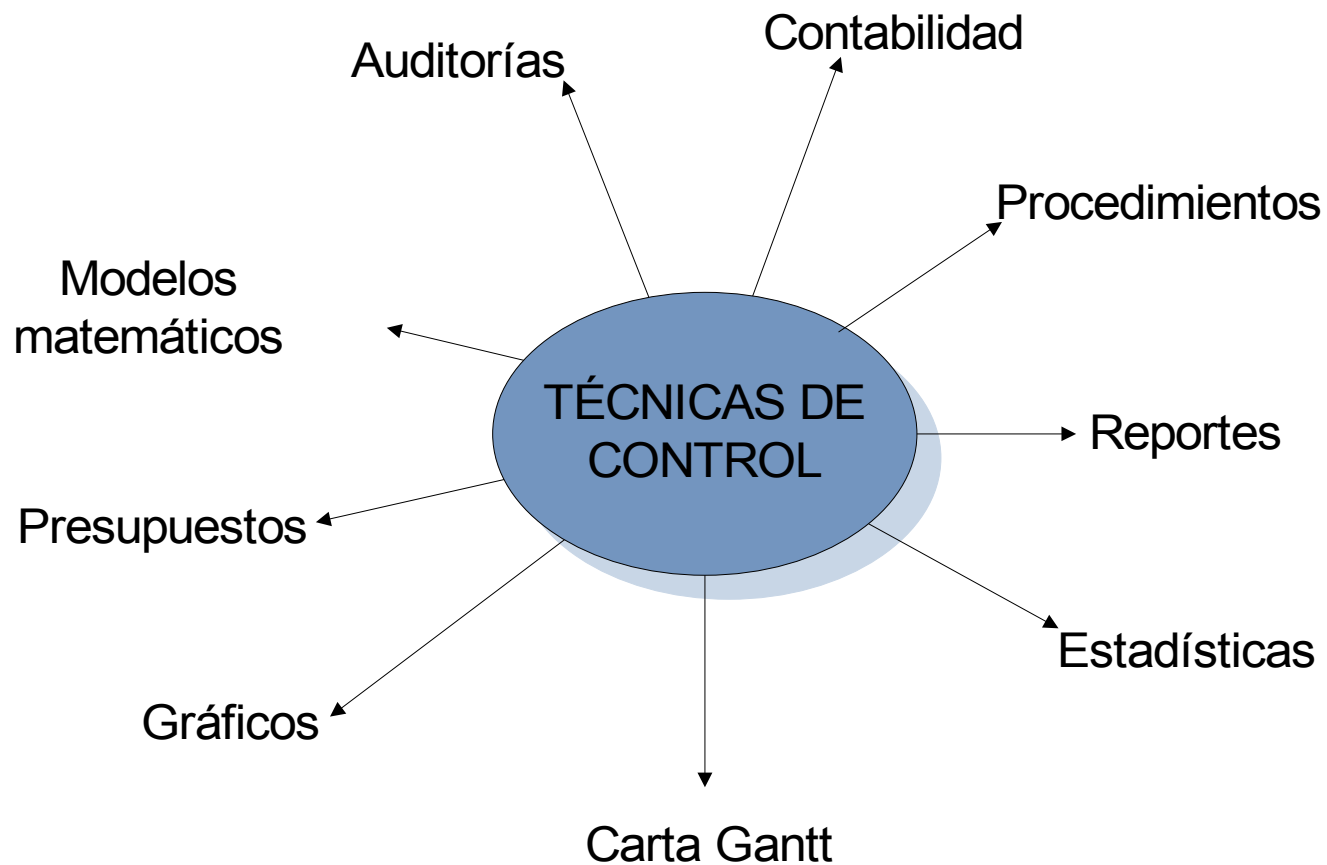 Contabilidad
Auditorías
Procedimientos
Modelos
matemáticos
TÉCNICAS DE
CONTROL
Reportes
Presupuestos
Estadísticas
Gráficos
Carta Gantt